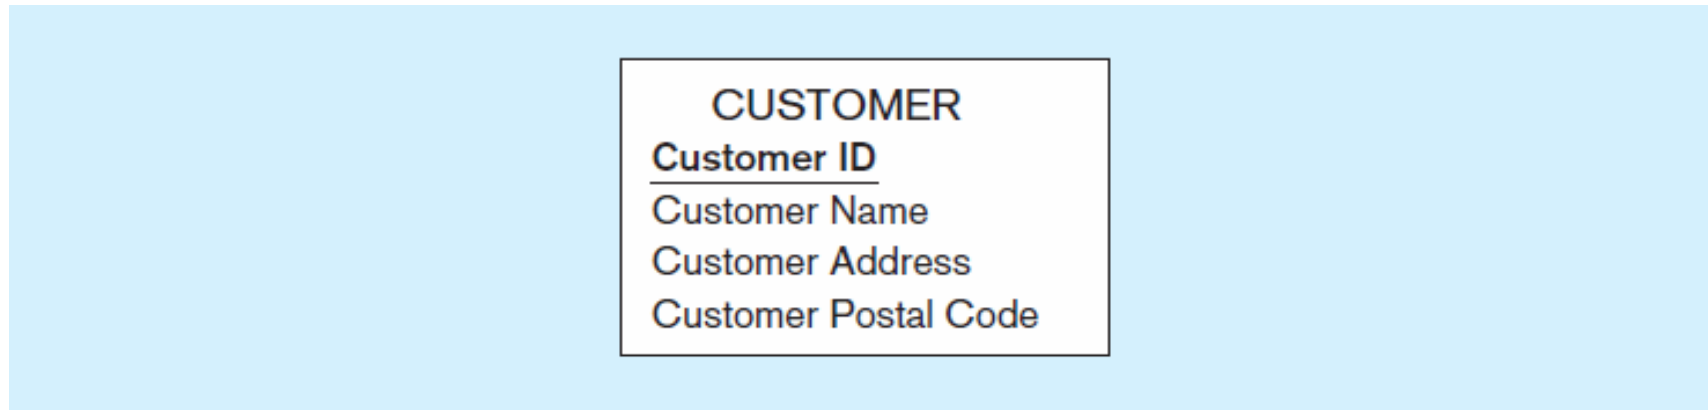 CUSTOMER
Customer ID
Customer Name
Customer Address
Customer Postal Code